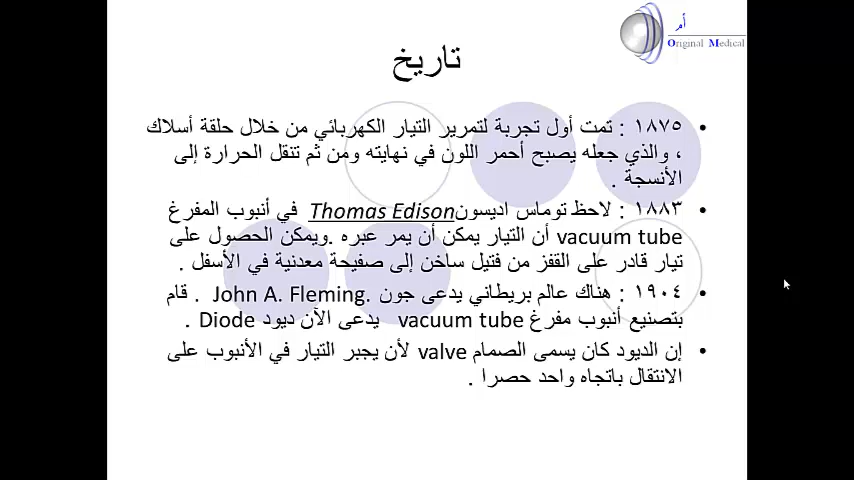 أم
Original Medical
تاريخ
• ١٨٧٥ : تمت أول تجربة لتمرير التيار الكهربائي من خلال حلقة أسلاك
، والذي جعله يصبح أحمر اللون في نهايته ومن ثم تنقل الحرارة إلى
الأنسجة .
• ١٨٨٣ : لاحظ توماس اديسونThomas Edison في أنبوب المفرغ
vacuum tube أن التيار يمكن أن يمر عبره .ويمكن الحصول على
تيار قادر على القفز من فتيل ساخن إلى صفيحة معدنية في الأسفل .
• ١٩٠٤ : هناك عالم بريطاني يدعى جون .John A. Fleming . قام
بتصنيع أنبوب مفرغ vacuum tube يدعى الآن ديود Diode .
• إن الديود كان يسمى الصمام valve لأن يجبر التيار في الأنبوب على
الانتقال باتجاه واحد حصرا .